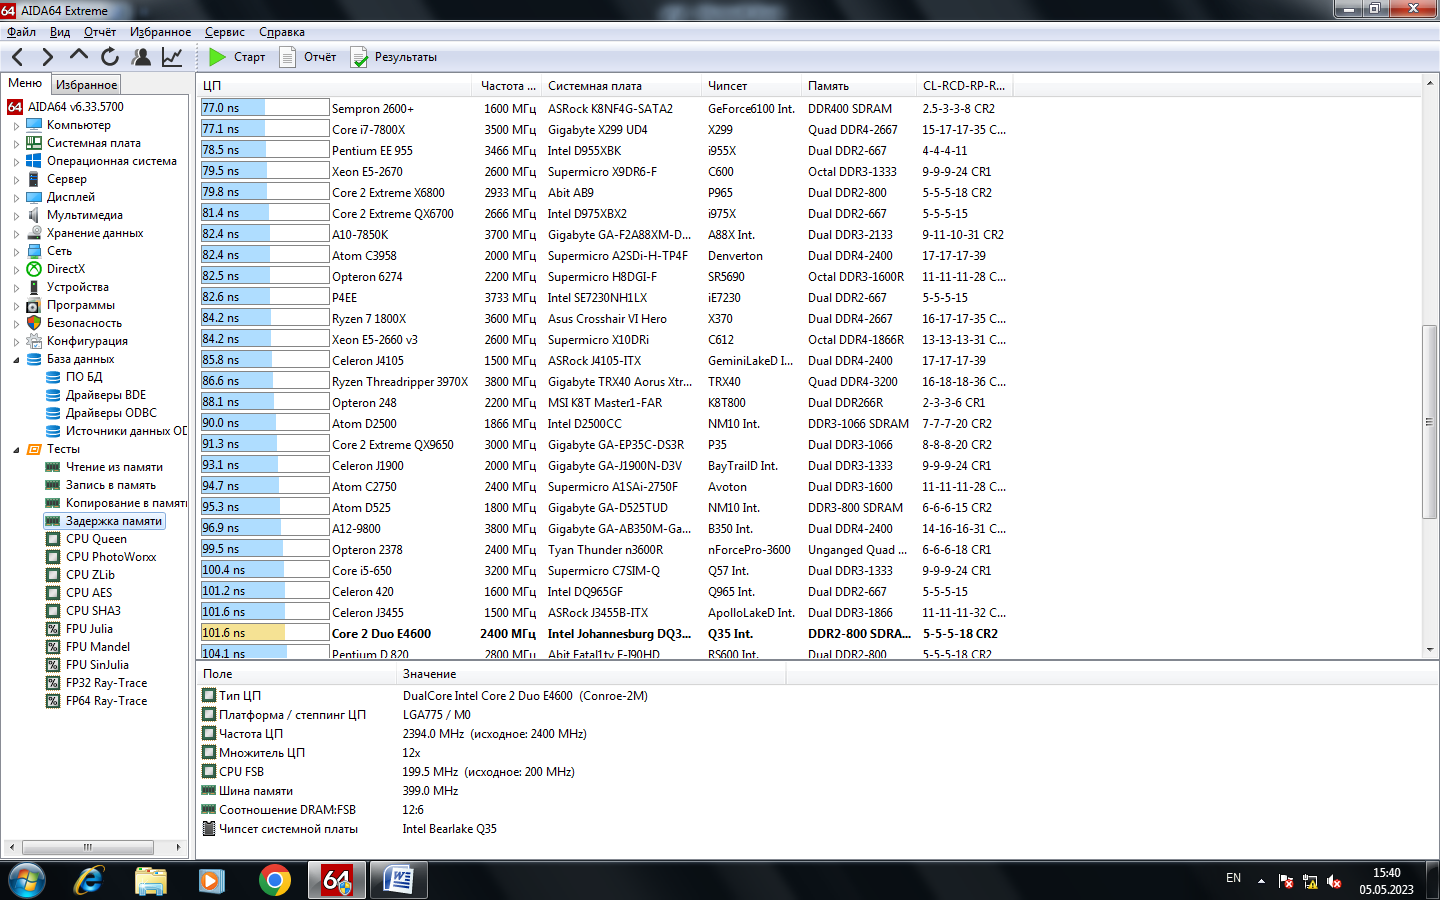 AIDA64 Extreme
Файл Вид Отчёт Избранное Сервис Справка
Старт Отчёт Результаты
Меню Избранное
AIDA64 v6.33.5700
Компьютер
Системная плата
Операционная система
Сервер
Дисплей
Мультимедиа
Хранение данных
Сеть
DirectX
Устройства
Программы
Безопасность
Конфигурация
База данных
ПО БД
Драйверы BDE
Драйверы ODBC
Источники данных OD
Тесты
Чтение из памяти
Запись в память
Копирование в памяти
Задержка памяти
CPU Queen
CPU PhotoWorxx
CPU ZLib
CPU AES
CPU SHA3
FPU Julia
FPU Mandel
FPU SinJulia
FP32 Ray-Trace
FP64 Ray-Trace
ЦП Частота ... Системная плата Чипсет Память CL-RCD-RP-R...
77.0 ns Sempron 2600+ 1600 МГц ASRock K8NF4G-SATA2 GeForce6100 Int. DDR400 SDRAM 2.5-3-3-8 CR2
77.1 ns Core i7-7800X 3500 МГц Gigabyte X299 UD4 X299 Quad DDR4-2667 15-17-17-35 C...
78.5 ns Pentium EE 955 3466 МГц Intel D955XBK i955X Dual DDR2-667 4-4-4-11
79.5 ns Xeon E5-2670 2600 МГц Supermicro X9DR6-F C600 Octal DDR3-1333 9-9-9-24 CR1
79.8 ns Core 2 Extreme X6800 2933 МГц Abit AB9 P965 Dual DDR2-800 5-5-5-18 CR2
81.4 ns Core 2 Extreme QX6700 2666 МГц Intel D975XBX2 i975X Dual DDR2-667 5-5-5-15
82.4 ns A10-7850K 3700 МГц Gigabyte GA-F2A88XM-D... A88X Int. Dual DDR3-2133 9-11-10-31 CR2
82.4 ns Atom C3958 2000 МГц Supermicro A2SDi-H-TP4F Denverton Dual DDR4-2400 17-17-17-39
82.5 ns Opteron 6274 2200 МГц Supermicro H8DGI-F SR5690 Octal DDR3-1600R 11-11-11-28 C...
82.6 ns P4EE 3733 МГц Intel SE7230NH1LX iE7230 Dual DDR2-667 5-5-5-15
84.2 ns Ryzen 7 1800X 3600 МГц Asus Crosshair VI Hero X370 Dual DDR4-2667 16-17-17-35 C...
84.2 ns Xeon E5-2660 v3 2600 МГц Supermicro X10DRi C612 Octal DDR4-1866R 13-13-13-31 C...
85.8 ns Celeron J4105 1500 МГц ASRock J4105-ITX GeminiLakeD I... Dual DDR4-2400 17-17-17-39
86.6 ns Ryzen Threadripper 3970X 3800 МГц Gigabyte TRX40 Aorus Xtr... TRX40 Quad DDR4-3200 16-18-18-36 C...
88.1 ns Opteron 248 2200 МГц MSI K8T Master1-FAR K8T800 Dual DDR266R 2-3-3-6 CR1
90.0 ns Atom D2500 1866 МГц Intel D2500CC NM10 Int. DDR3-1066 SDRAM 7-7-7-20 CR2
91.3 ns Core 2 Extreme QX9650 3000 МГц Gigabyte GA-EP35C-DS3R P35 Dual DDR3-1066 8-8-8-20 CR2
93.1 ns Celeron J1900 2000 МГц Gigabyte GA-J1900N-D3V BayTrailD Int. Dual DDR3-1333 9-9-9-24 CR1
94.7 ns Atom C2750 2400 МГц Supermicro A1SAi-2750F Avoton Dual DDR3-1600 11-11-11-28 C...
95.3 ns Atom D525 1800 МГц Gigabyte GA-D525TUD NM10 Int. DDR3-800 SDRAM 6-6-6-15 CR2
96.9 ns A12-9800 3800 МГц Gigabyte GA-AB350M-Ga... B350 Int. Dual DDR4-2400 14-16-16-31 C...
99.5 ns Opteron 2378 2400 МГц Tyan Thunder n3600R nForcePro-3600 Unganged Quad ... 6-6-6-18 CR1
100.4 ns Core i5-650 3200 МГц Supermicro C7SIM-Q Q57 Int. Dual DDR3-1333 9-9-9-24 CR1
101.2 ns Celeron 420 1600 МГц Intel DQ965GF Q965 Int. Dual DDR2-667 5-5-5-15
101.6 ns Celeron J3455 1500 МГц ASRock J3455B-ITX ApolloLakeD Int. Dual DDR3-1866 11-11-11-32 C...
101.6 ns Core 2 Duo E4600 2400 МГц Intel Johannesburg DQ3... Q35 Int. DDR2-800 SDRA... 5-5-5-18 CR2
104.1 ns Pentium D 820 2800 МГц Abit Fatal1ty F-I90HD RS600 Int. Dual DDR2-800 5-5-5-18 CR2
Поле Значение
Тип ЦП DualCore Intel Core 2 Duo E4600 (Conroe-2M)
Платформа / степпинг ЦП LGA775 / M0
Частота ЦП 2394.0 MHz (исходное: 2400 MHz)
Множитель ЦП 12x
CPU FSB 199.5 MHz (исходное: 200 MHz)
Шина памяти 399.0 MHz
Соотношение DRAM:FSB 12:6
Чипсет системной платы Intel Bearlake Q35
EN
15:40
05.05.2023